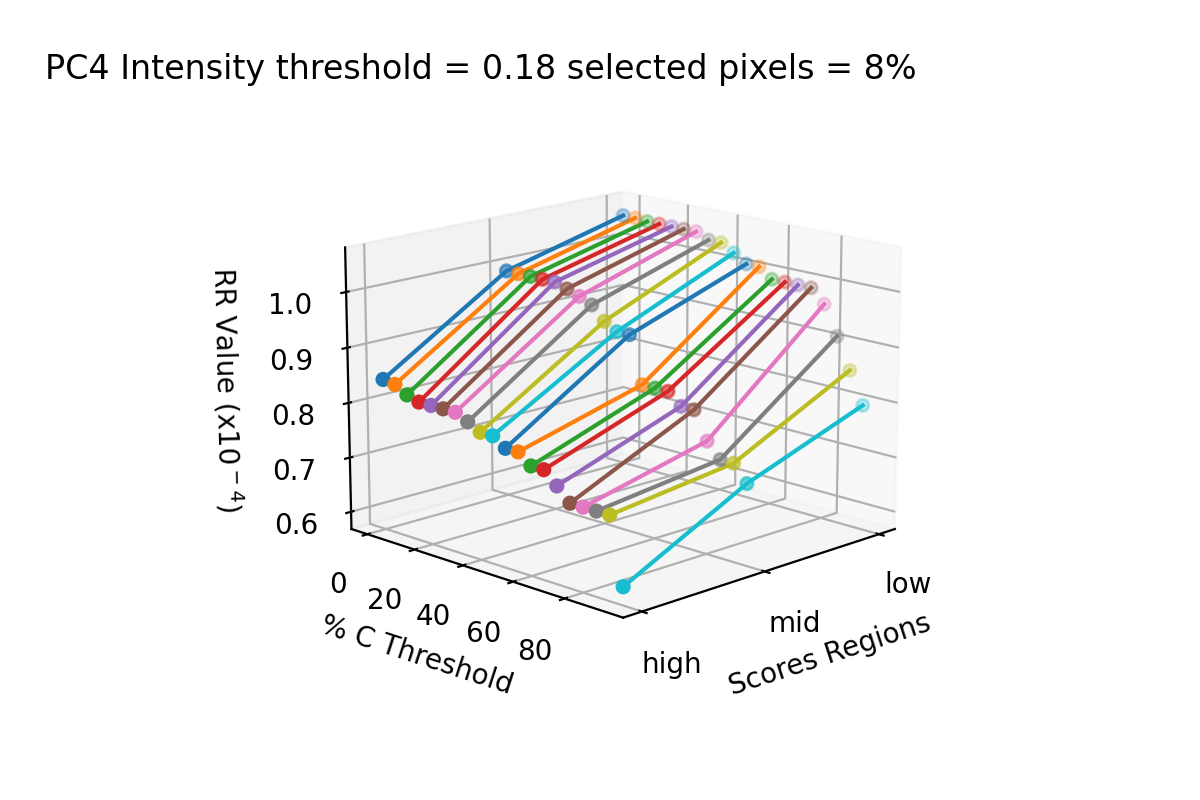 PC4 Intensity threshold = 0.18 selected pixels = 8%
RR Value (x10⁻⁴)
1.0
0.9
0.8
0.7
0.6
0
20
40
60
80
% C Threshold
high
mid
low
Scores Regions